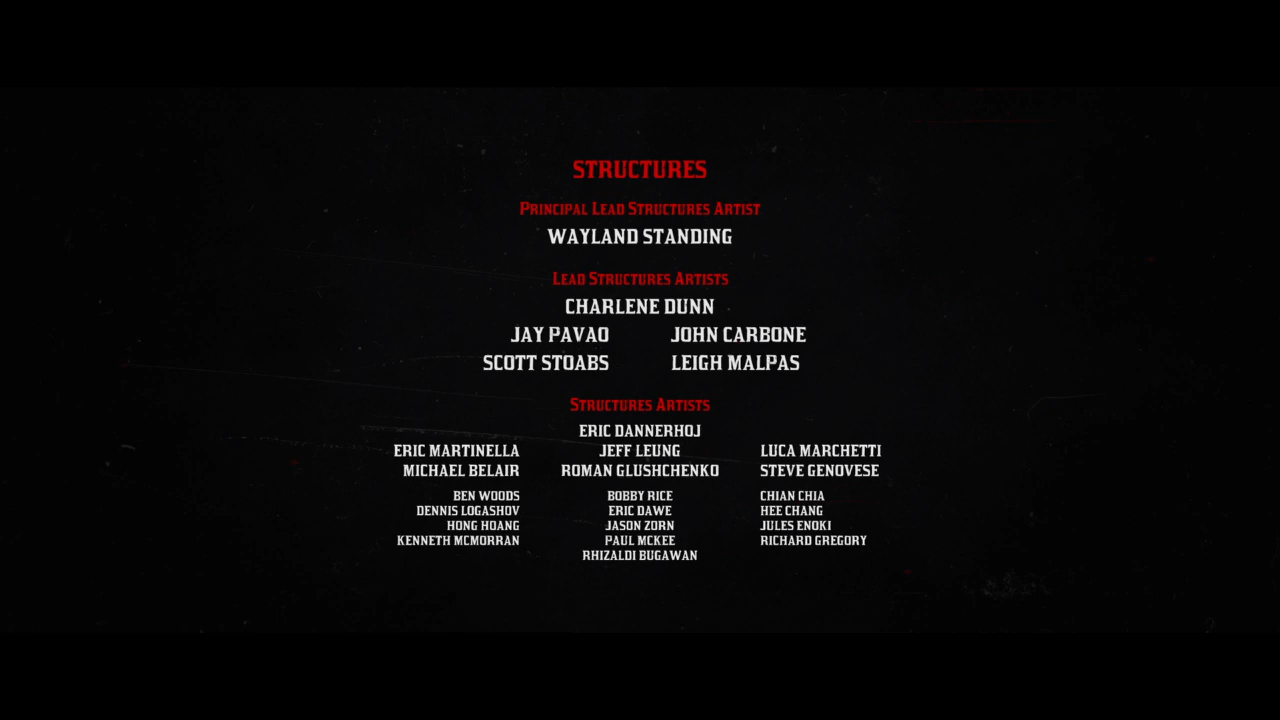 STRUCTURES
PRINCIPAL LEAD STRUCTURES ARTIST
WAYLAND STANDING
LEAD STRUCTURES ARTISTS
CHARLENE DUNN
JAY PAVAO JOHN CARBONE
SCOTT STOABS LEIGH MALPAS
STRUCTURES ARTISTS
ERIC DANNERHOJ
ERIC MARTINELLA JEFF LEUNG LUCA MARCHETTI
MICHAEL BELAIR ROMAN GLUSHCHENKO STEVE GENOVESE
BEN WOODS BOBBY RICE CHIAN CHIA
DENNIS LOGASHOV ERIC DAWE HEE CHANG
HONG HOANG JASON ZORN JULES ENOKI
KENNETH MCMORRAN PAUL MCKEE RICHARD GREGORY
RHIZALDI BUGAWAN